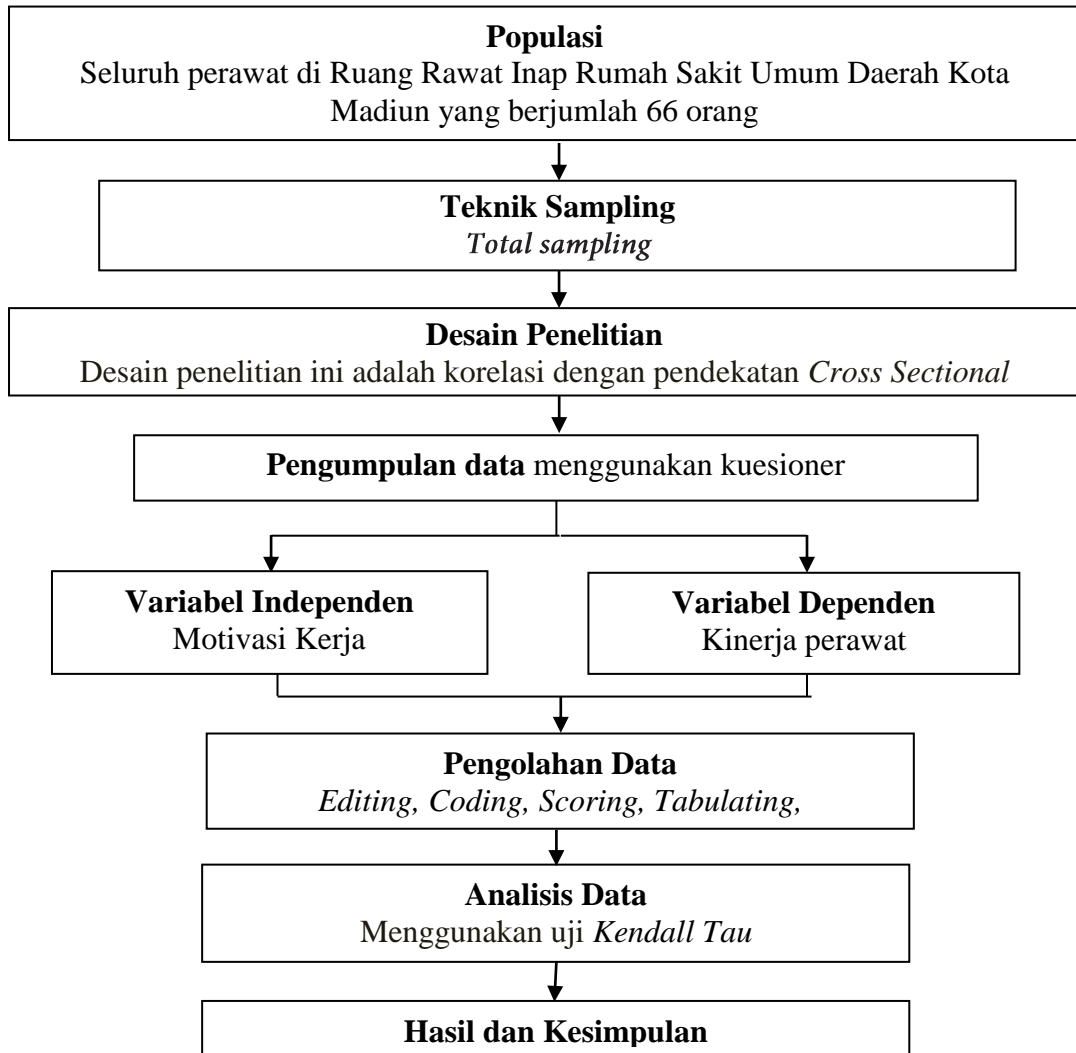 Populasi
Seluruh perawat di Ruang Rawat Inap Rumah Sakit Umum Daerah Kota
Madiun yang berjumlah 66 orang
Teknik Sampling
Total sampling
Desain Penelitian
Desain penelitian ini adalah korelasi dengan pendekatan Cross Sectional
Pengumpulan data menggunakan kuesioner
Variabel Independen
Motivasi Kerja
Variabel Dependen
Kinerja perawat
Pengolahan Data
Editing, Coding, Scoring, Tabulating,
Analisis Data
Menggunakan uji Kendall Tau
Hasil dan Kesimpulan